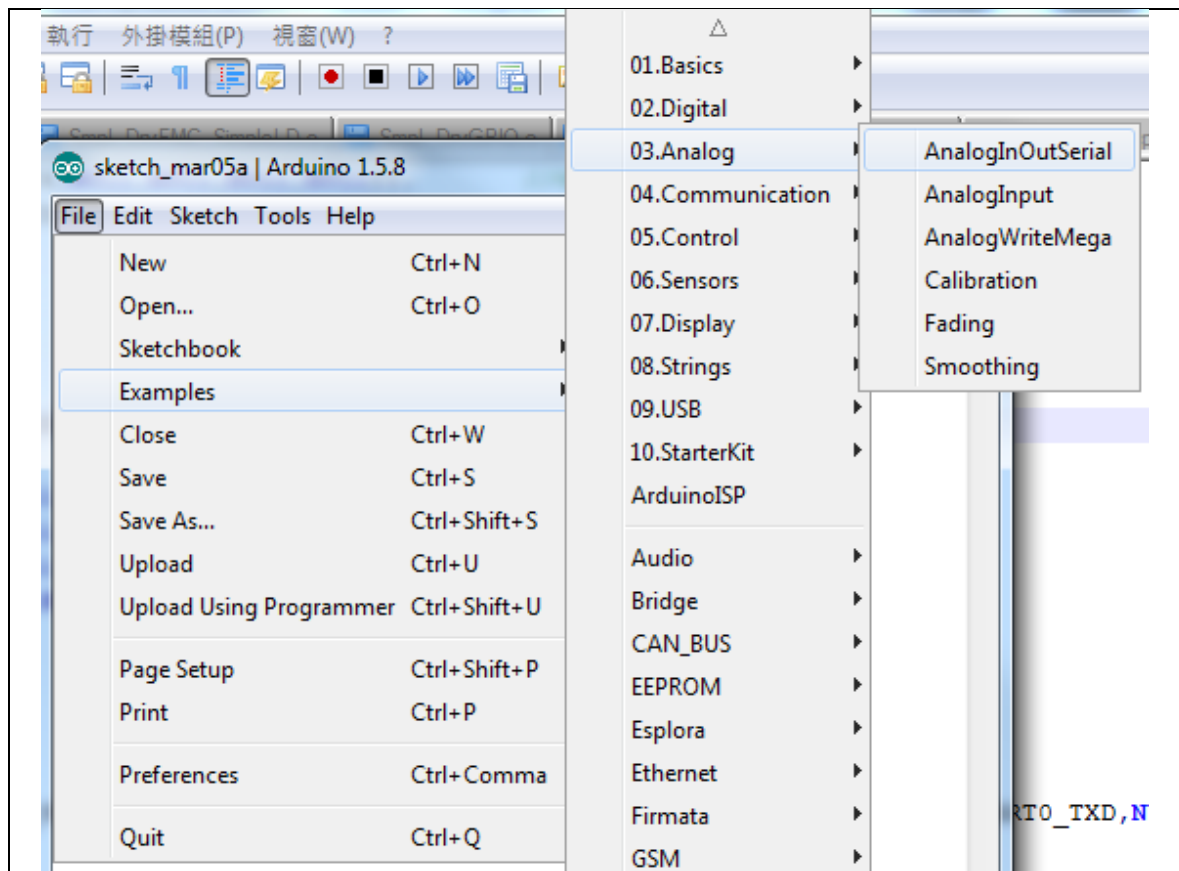 執行 外掛模組(P) 視窗(W) ?
sketch_mar05a | Arduino 1.5.8
File Edit Sketch Tools Help
New Ctrl+N
Open... Ctrl+O
Sketchbook
Examples
Close Ctrl+W
Save Ctrl+S
Save As... Ctrl+Shift+S
Upload Ctrl+U
Upload Using Programmer Ctrl+Shift+U
Page Setup Ctrl+Shift+P
Print Ctrl+P
Preferences Ctrl+Comma
Quit Ctrl+Q
01.Basics
02.Digital
03.Analog
04.Communication
05.Control
06.Sensors
07.Display
08.Strings
09.USB
10.StarterKit
ArduinoISP
Audio
Bridge
CAN_BUS
EEPROM
Esplora
Ethernet
Firmata
GSM
AnalogInOutSerial
AnalogInput
AnalogWriteMega
Calibration
Fading
Smoothing
RT0_TXD,N